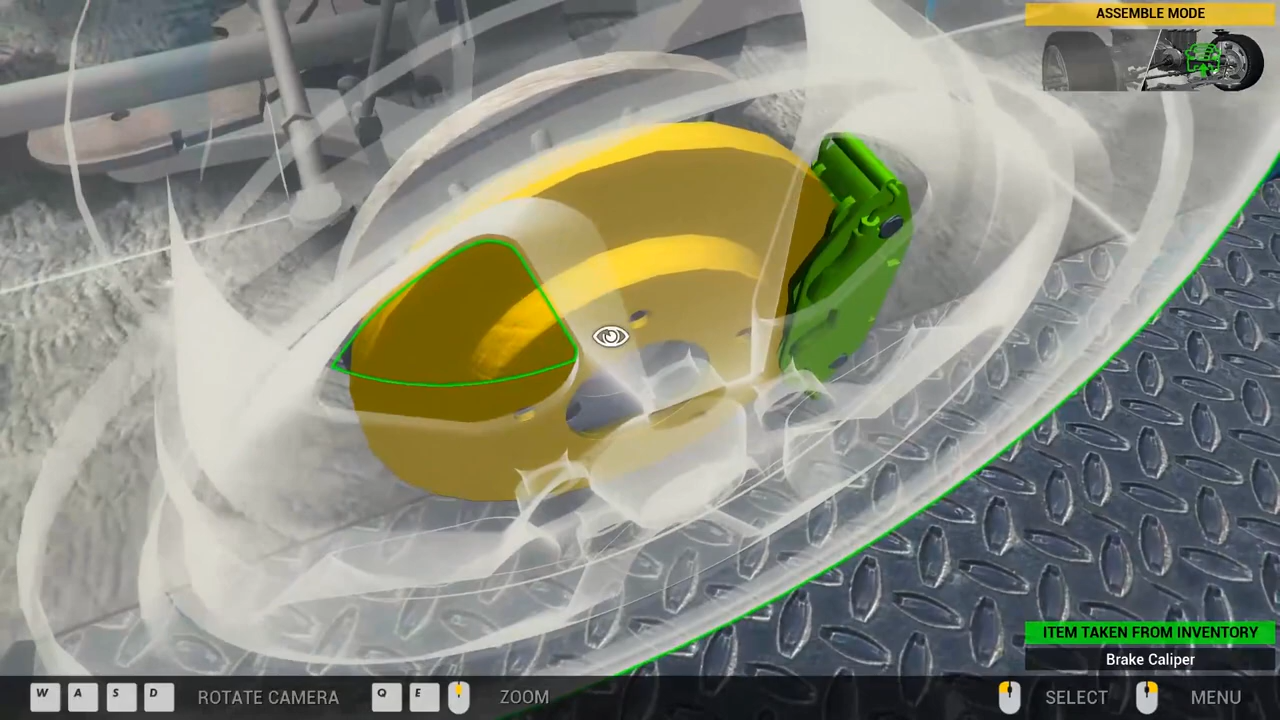 ASSEMBLE MODE
ITEM TAKEN FROM INVENTORY
Brake Caliper
W A S D ROTATE CAMERA Q E ZOOM SELECT MENU